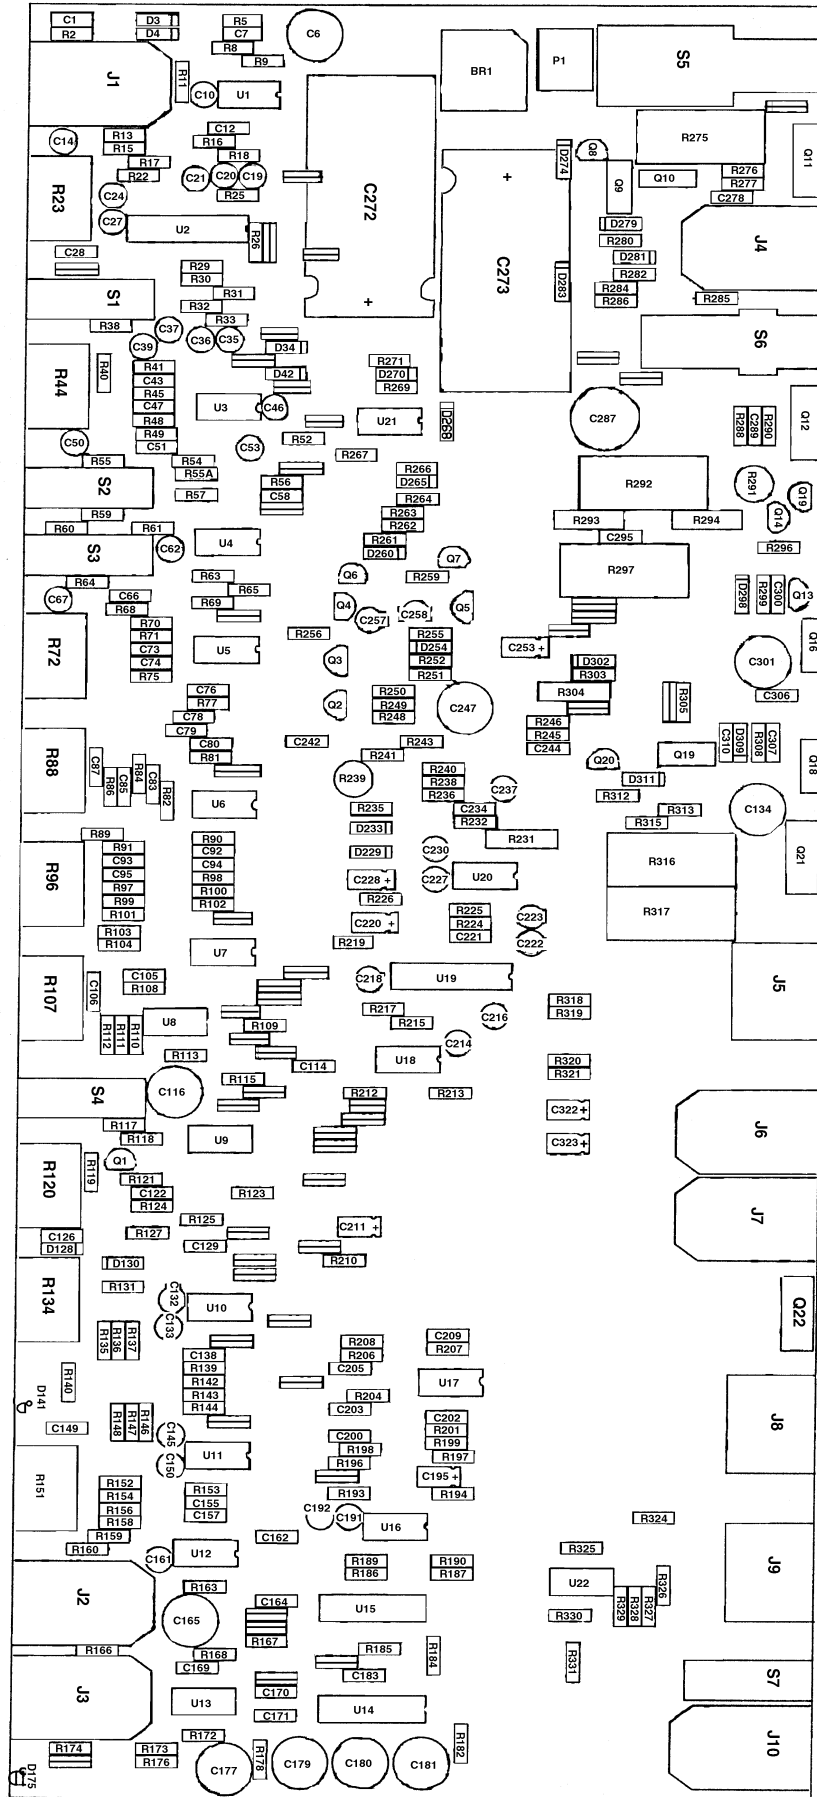 C1
D3
R5
C6
R2
D4
C7
R8
R9
J1
R11
C10
U1
BR1
P1
S5
C14
R13
R15
C12
R16
R18
R17
R22
C21
C20
C19
R25
C24
R23
C27
U2
R26
C272
D274
Q8
Q9
Q10
R275
Q11
R276
R277
C278
C28
R29
R30
R31
R32
R33
S1
R38
C37
C36
C35
C39
D34
C273
D283
D279
R280
D281
R282
R284
R286
R285
J4
S6
R44
R40
R41
C43
R45
C47
R48
R49
C51
U3
C46
D42
R271
D270
R269
U21
D268
C287
R288
C289
R290
Q12
C50
R55
R54
R55A
R57
C53
R52
R56
C58
R267
R266
D265
R264
R263
R262
R261
D260
S2
R59
R60
R61
S3
C62
U4
R292
R291
Q14
Q19
R293
R294
C295
R296
R297
R64
C67
C66
R68
R63
R65
R69
Q6
Q7
R259
Q4
C257
C258
Q5
D298
R299
C300
Q13
R72
R70
R71
C73
C74
R75
U5
R256
Q3
R255
D254
R252
R251
C253 +
D302
R303
R304
R305
C301
C306
Q16
C76
R77
C78
C79
Q2
R250
R249
R248
C247
R246
R245
C244
R88
C87
R86
C85
R84
C83
R82
C80
R81
U6
C242
R241
R243
R239
R240
R238
R236
C237
Q20
Q19
C310
D309
R308
C307
Q18
D311
R312
R313
R315
C134
R89
R91
C93
C95
R97
R99
R101
R103
R104
R96
R90
C92
C94
R98
R100
R102
R235
D233
D229
C228 +
R226
C220 +
R219
C234
R232
R231
C230
C227
U20
R225
R224
C221
C223
C222
R316
R317
Q21
U7
R107
C106
C105
R108
R112
R111
R110
U8
R109
R113
C114
C218
U19
R217
R215
C216
C214
U18
R318
R319
J5
S4
C116
R115
R117
R118
U9
R212
R213
R320
R321
C322 +
C323 +
J6
R120
R119
Q1
R121
C122
R124
R123
R125
R127
C129
C126
D128
D130
R131
C211 +
R210
J7
R134
C132
C133
U10
R135
R136
R137
C138
R139
R142
R143
R144
R208
R206
C205
R204
C203
C209
R207
U17
Q22
R140
D141
C149
R148
R147
R146
C145
C150
U11
C200
R198
R196
R193
C202
R201
R199
R197
C195 +
R194
J8
R151
R152
R154
R156
R158
R159
R160
R153
C155
C157
C162
C192
C191
U16
R324
C161
U12
R163
R189
R186
R190
R187
R325
U22
R330
R329
R328
R327
R326
J9
J2
C165
C164
R167
U15
R166
R168
C169
R185
C183
R184
R331
J3
C170
C171
U13
U14
S7
R174
R173
R176
R172
D175
C177
R178
C179
C180
C181
R182
J10